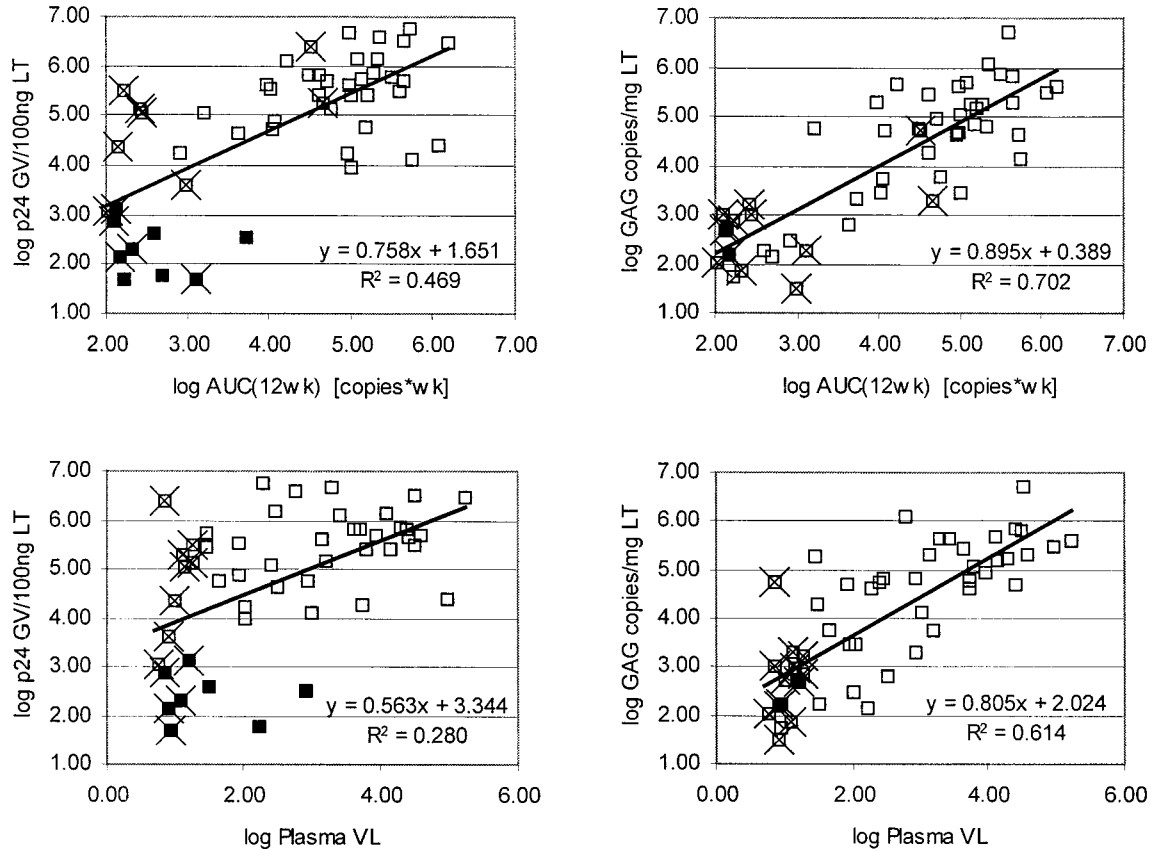 log p24 GV/100ng LT
7.00
6.00
5.00
4.00
3.00
2.00
1.00
y = 0.758x + 1.651
R² = 0.469
2.00 3.00 4.00 5.00 6.00 7.00
log AUC(12wk) [copies*wk]
log GAG copies/mg LT
7.00
6.00
5.00
4.00
3.00
2.00
1.00
y = 0.895x + 0.389
R² = 0.702
2.00 3.00 4.00 5.00 6.00 7.00
log AUC(12wk) [copies*wk]
log p24 GV/100ng LT
7.00
6.00
5.00
4.00
3.00
2.00
1.00
y = 0.563x + 3.344
R² = 0.280
0.00 2.00 4.00 6.00
log Plasma VL
log GAG copies/mg LT
7.00
6.00
5.00
4.00
3.00
2.00
1.00
y = 0.805x + 2.024
R² = 0.614
0.00 2.00 4.00 6.00
log Plasma VL